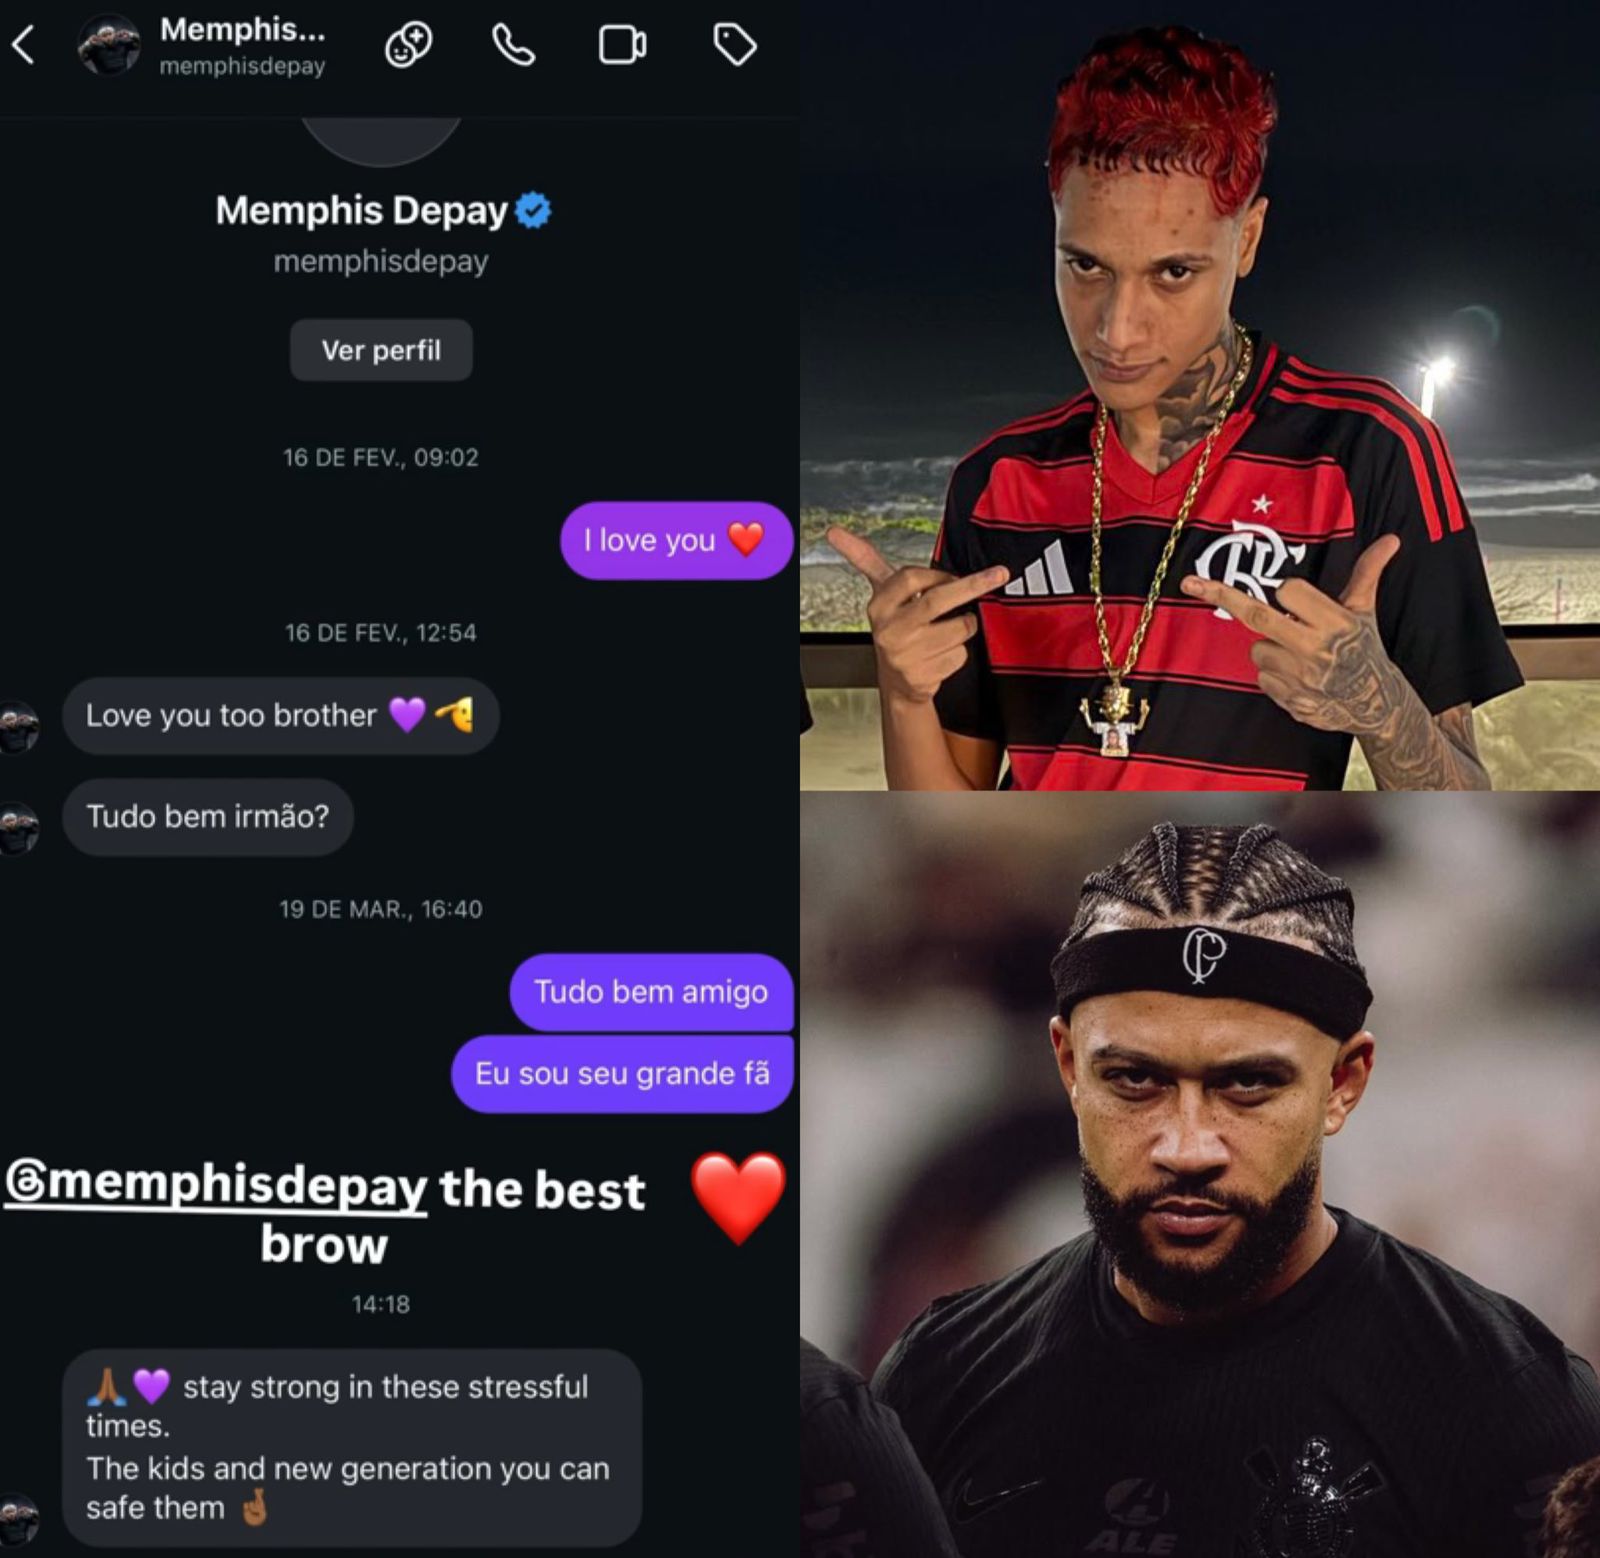 Memphis...
memphisdepay
Memphis Depay
memphisdepay
Ver perfil
16 DE FEV., 09:02
I love you ❤️
16 DE FEV., 12:54
Love you too brother 💜🫡
Tudo bem irmão?
19 DE MAR., 16:40
Tudo bem amigo
Eu sou seu grande fã
@memphisdepay the best ❤️
brow
14:18
🙏🏾💜 stay strong in these stressful
times.
The kids and new generation you can
safe them 🤞🏾
ALE